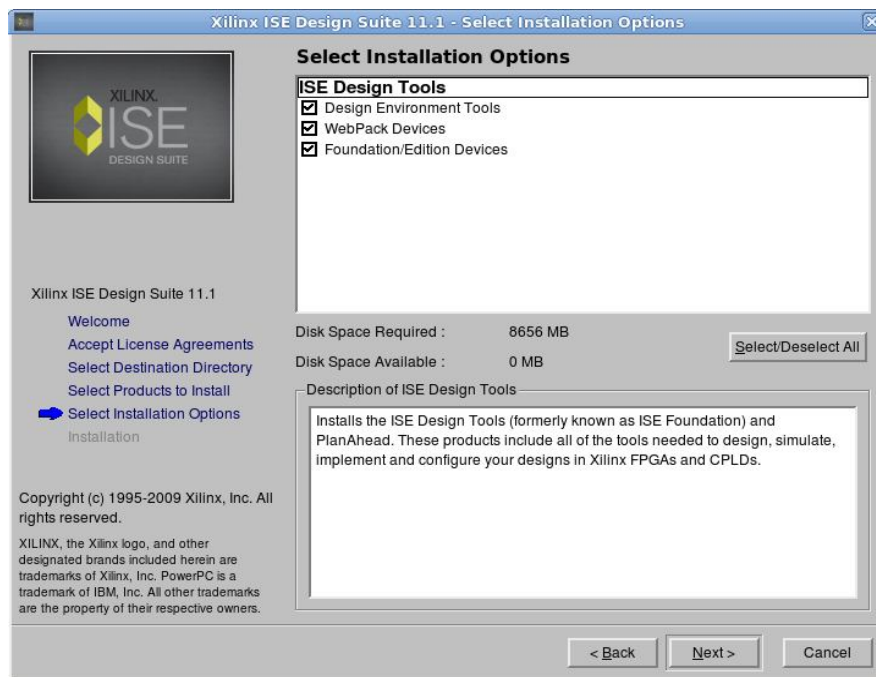 Xilinx ISE Design Suite 11.1 - Select Installation Options
XILINX
ISE
DESIGN SUITE
Xilinx ISE Design Suite 11.1
Welcome
Accept License Agreements
Select Destination Directory
Select Products to Install
Select Installation Options
Installation
Copyright (c) 1995-2009 Xilinx, Inc. All
rights reserved.
XILINX, the Xilinx logo, and other
designated brands included herein are
trademarks of Xilinx, Inc. PowerPC is a
trademark of IBM, Inc. All other trademarks
are the property of their respective owners.
Select Installation Options
ISE Design Tools
Design Environment Tools
WebPack Devices
Foundation/Edition Devices
Disk Space Required : 8656 MB
Disk Space Available : 0 MB
Select/Deselect All
Description of ISE Design Tools
Installs the ISE Design Tools (formerly known as ISE Foundation) and
PlanAhead. These products include all of the tools needed to design, simulate,
implement and configure your designs in Xilinx FPGAs and CPLDs.
< Back Next > Cancel